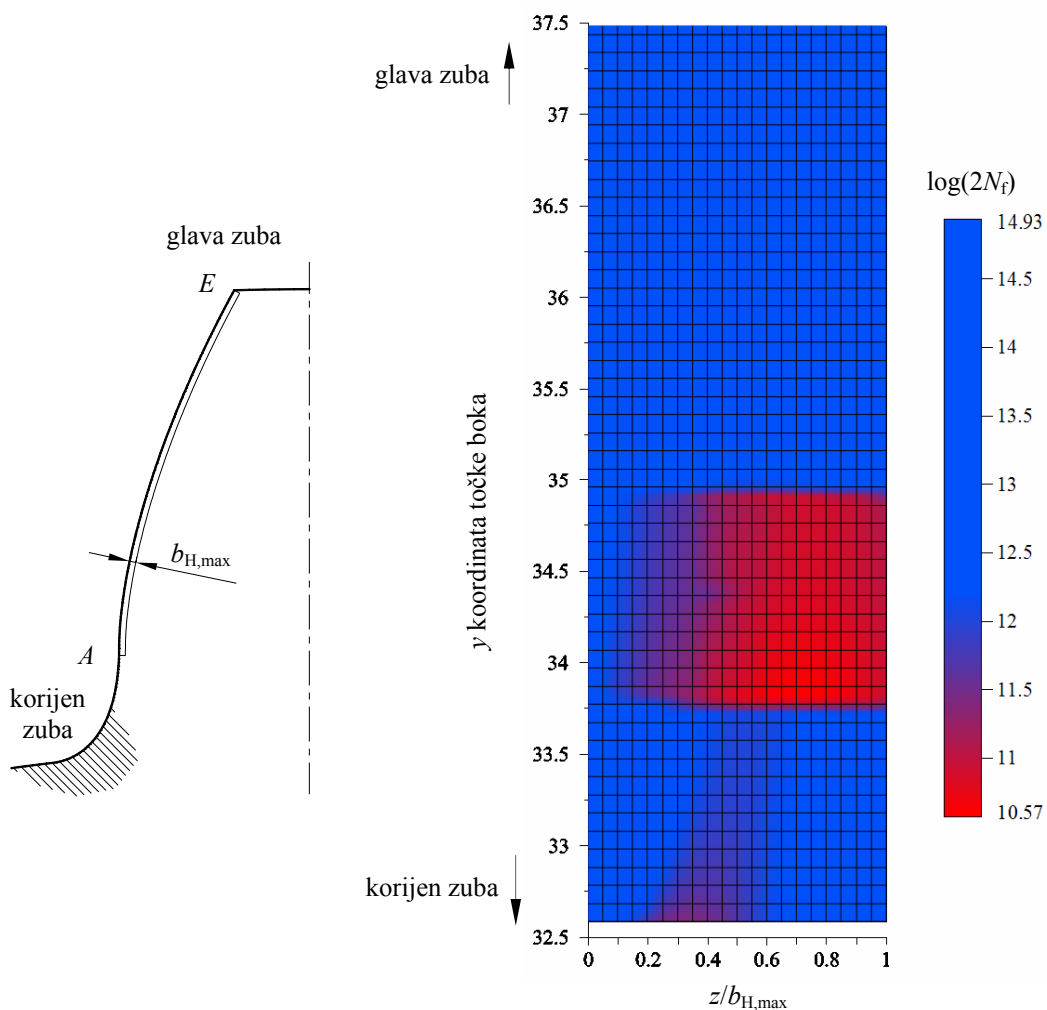 glava zuba
E
b_H,max
A
korijen
zuba
glava zuba
y koordinata točke boka
korijen zuba
37.5
37
36.5
36
35.5
35
34.5
34
33.5
33
32.5
0
0.2
0.4
0.6
0.8
1
z/b_H,max
log(2N_f)
14.93
14.5
14
13.5
13
12.5
12
11.5
11
10.57